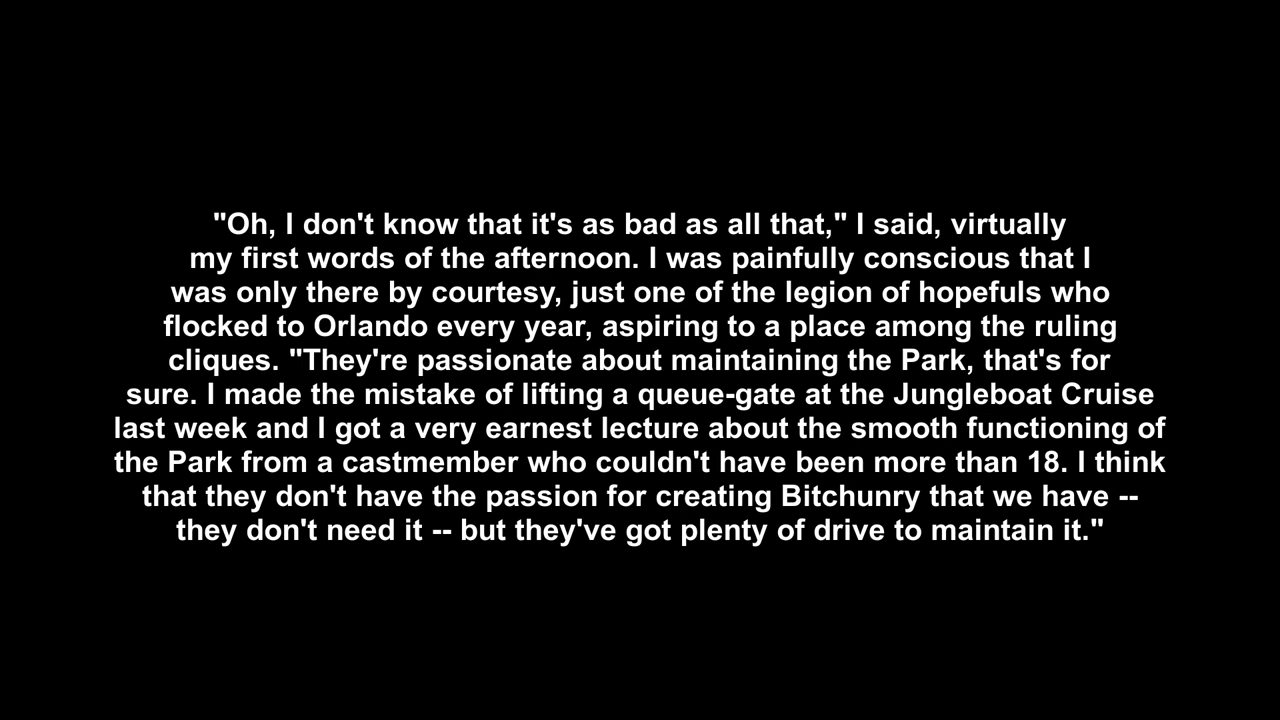 "Oh, I don't know that it's as bad as all that," I said, virtually
my first words of the afternoon. I was painfully conscious that I
was only there by courtesy, just one of the legion of hopefuls who
flocked to Orlando every year, aspiring to a place among the ruling
cliques. "They're passionate about maintaining the Park, that's for
sure. I made the mistake of lifting a queue-gate at the Jungleboat Cruise
last week and I got a very earnest lecture about the smooth functioning of
the Park from a castmember who couldn't have been more than 18. I think
that they don't have the passion for creating Bitchunry that we have --
they don't need it -- but they've got plenty of drive to maintain it."